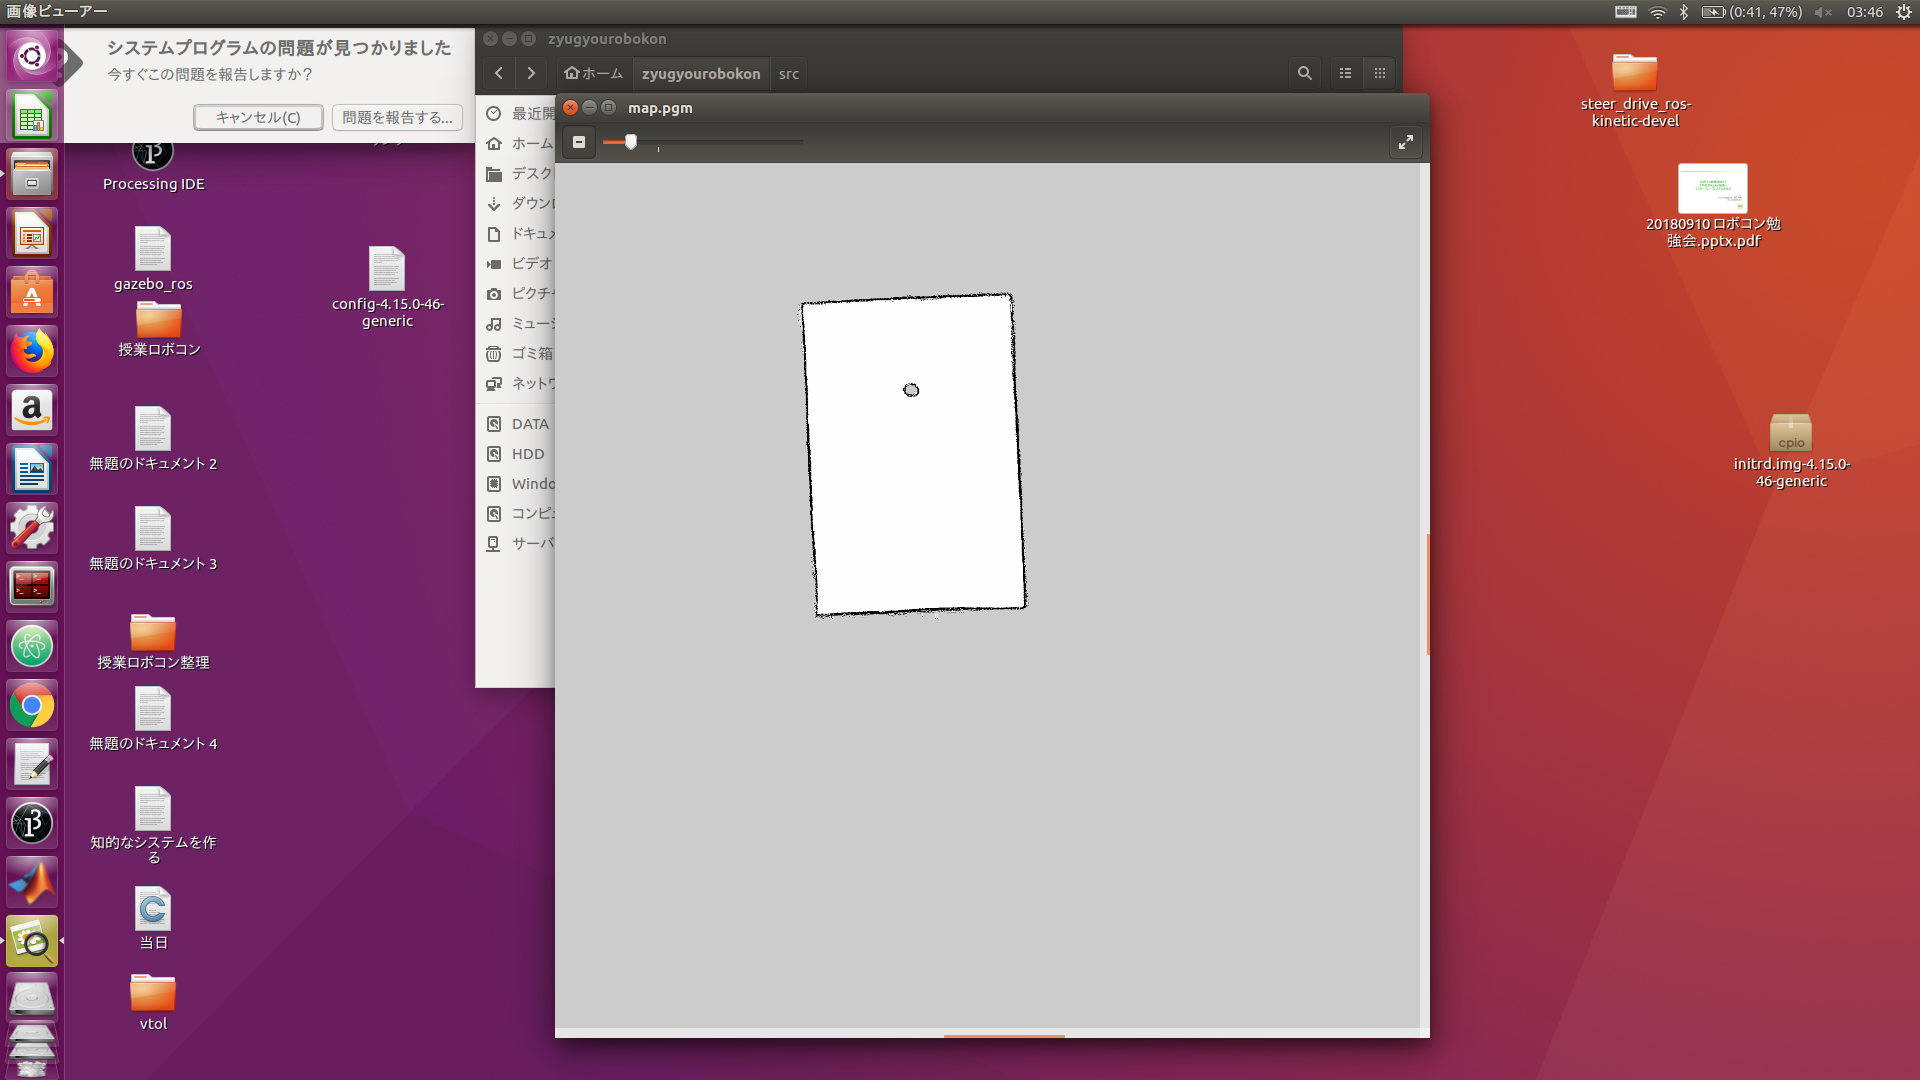 画像ビューアー
(0:41, 47%)
03:46
システムプログラムの問題が見つかりました
今すぐこの問題を報告しますか？
キャンセル(C)
問題を報告する...
zyugyourobokon
ホーム
zyugyourobokon
src
map.pgm
最近開
ホーム
デスク
ダウンロ
ドキュメ
ビデオ
ピクチャ
ミュージ
ゴミ箱
ネットワ
DATA
HDD
Windo
コンピュ
サーバ
Processing IDE
gazebo_ros
config-4.15.0-46-
generic
授業ロボコン
無題のドキュメント 2
無題のドキュメント 3
授業ロボコン整理
無題のドキュメント 4
知的なシステムを作
る
当日
vtol
steer_drive_ros-
kinetic-devel
20180910 ロボコン勉
強会.pptx.pdf
cpio
initrd.img-4.15.0-
46-generic